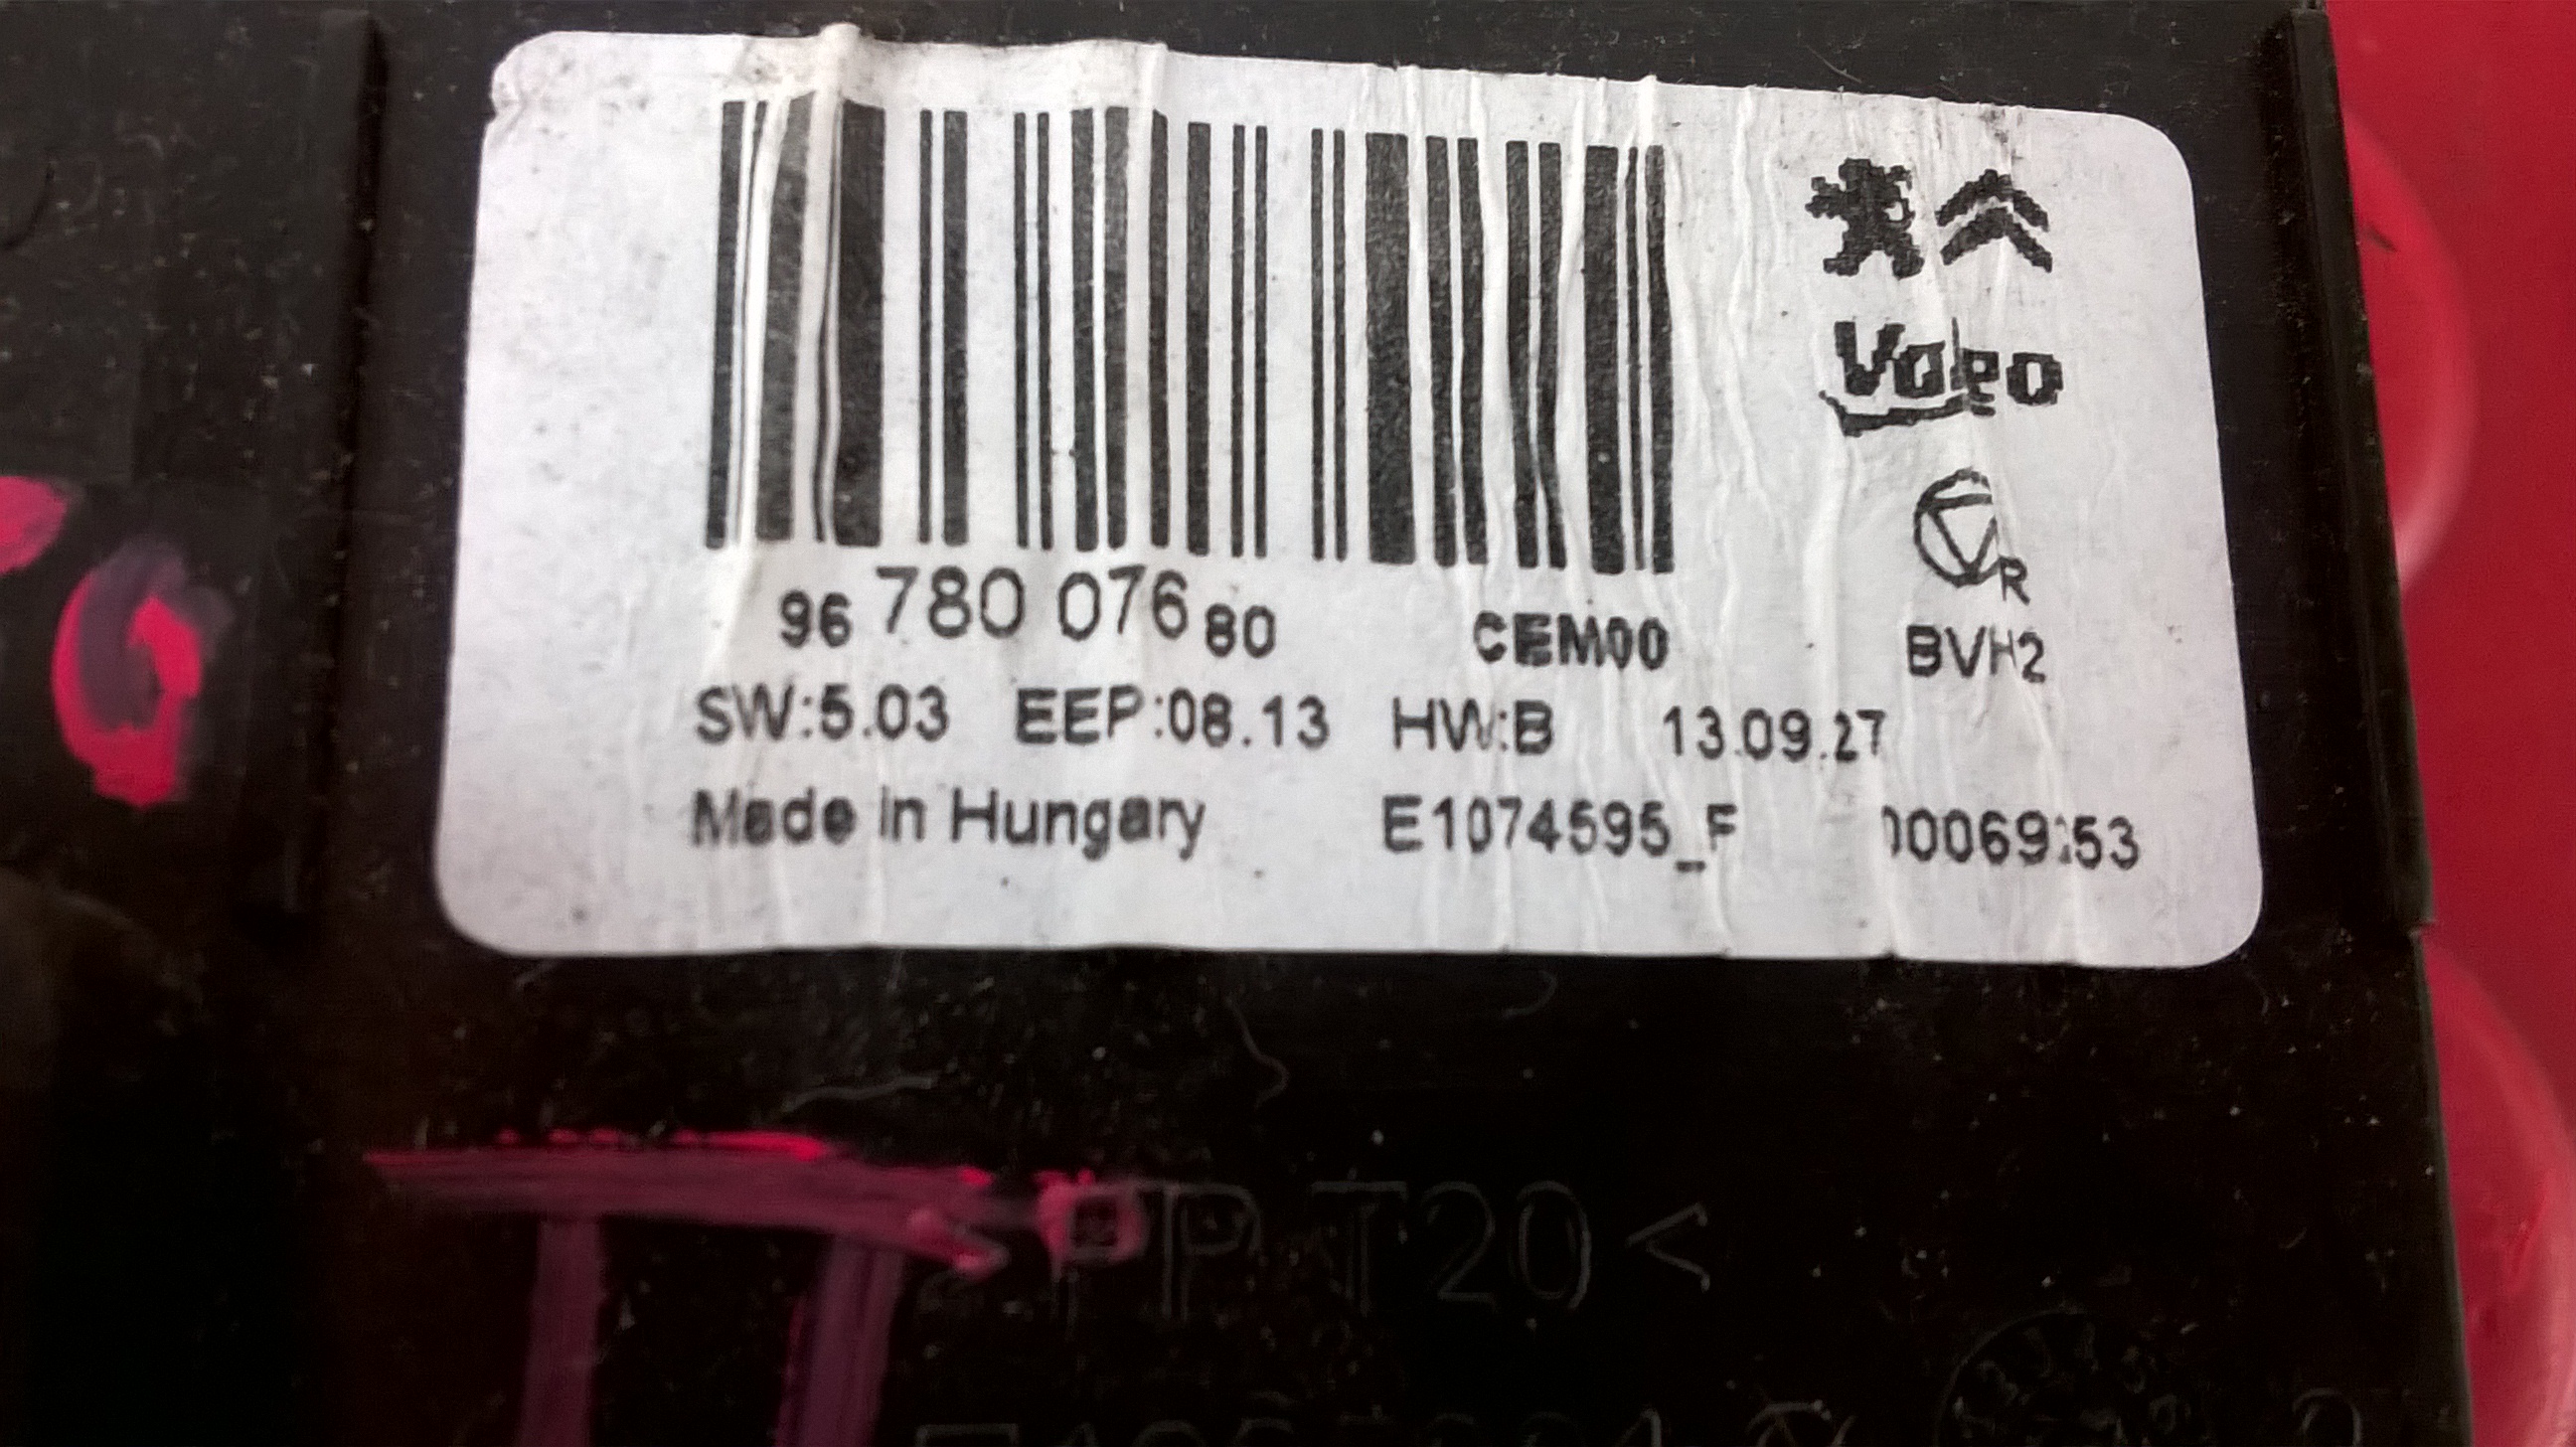 Valeo
R
96 780 076 80 CEM00 BVH2
SW:5.03 EEP:08.13 HW:B 13.09.27
Made in Hungary E1074595_F
PP T20<